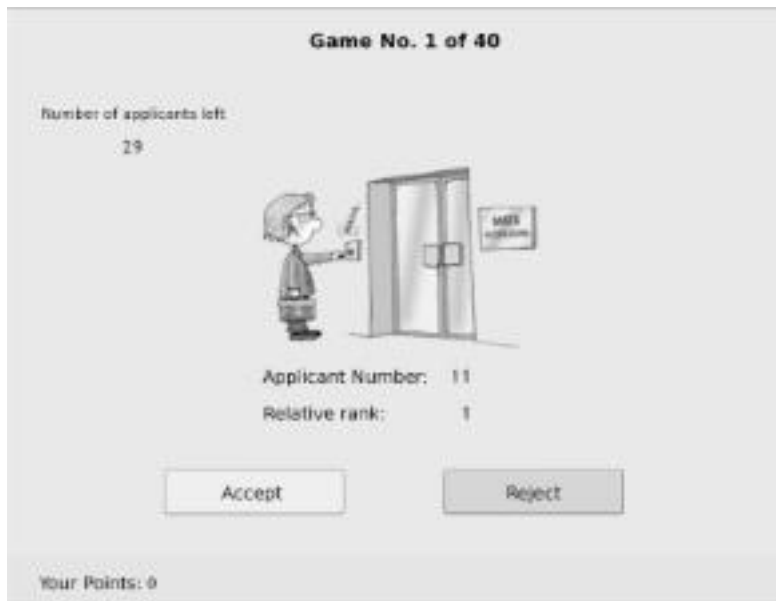 Game No. 1 of 40
Number of applicants left
29
Applicant Number: 11
Relative rank: 1
Accept
Reject
Your Points: 0